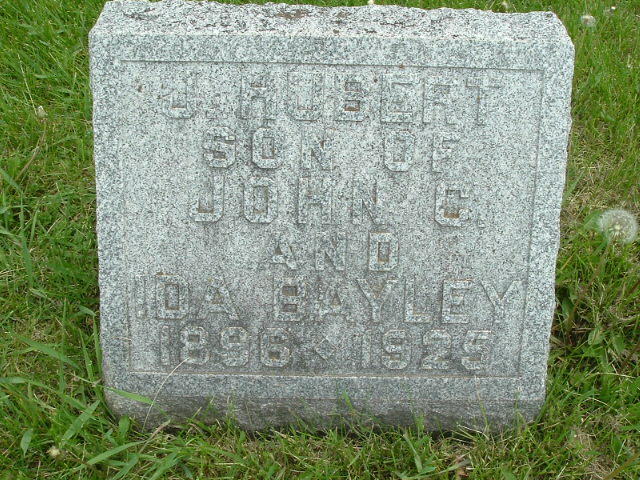 J. HUBERT
SON OF
JOHN C.
AND
IDA BAYLEY
1896 - 1925